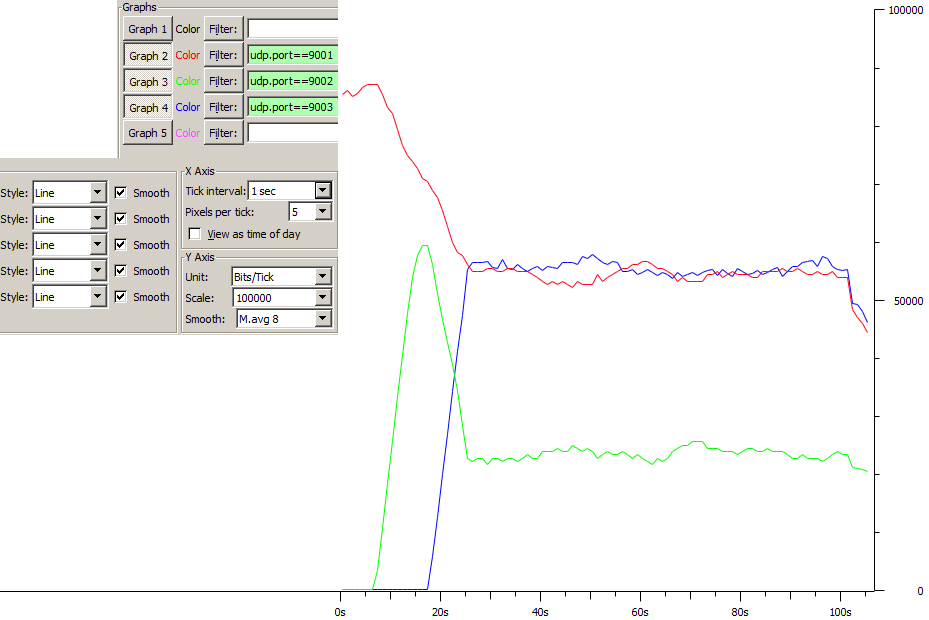 Graphs
Graph 1 Color Filter:
Graph 2 Color Filter: udp.port==9001
Graph 3 Color Filter: udp.port==9002
Graph 4 Color Filter: udp.port==9003
Graph 5 Color Filter:
Style: Line Smooth
Style: Line Smooth
Style: Line Smooth
Style: Line Smooth
Style: Line Smooth
X Axis
Tick interval: 1 sec
Pixels per tick: 5
View as time of day
Y Axis
Unit: Bits/Tick
Scale: 100000
Smooth: M.avg 8
100000
50000
0
0s 20s 40s 60s 80s 100s